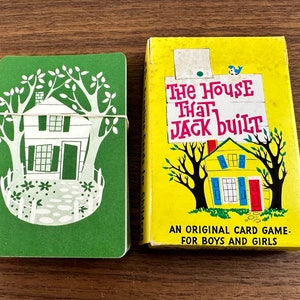 THE HOUSE
THAT
JACK BUILT
AN ORIGINAL CARD GAME-
FOR BOYS AND GIRLS